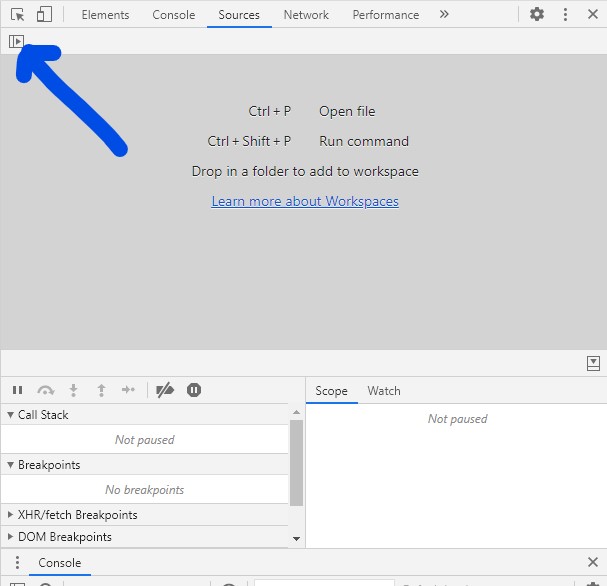 Elements Console Sources Network Performance
Ctrl + P Open file
Ctrl + Shift + P Run command
Drop in a folder to add to workspace
Learn more about Workspaces
Scope Watch
Call Stack
Not paused
Not paused
Breakpoints
No breakpoints
XHR/fetch Breakpoints
DOM Breakpoints
Console